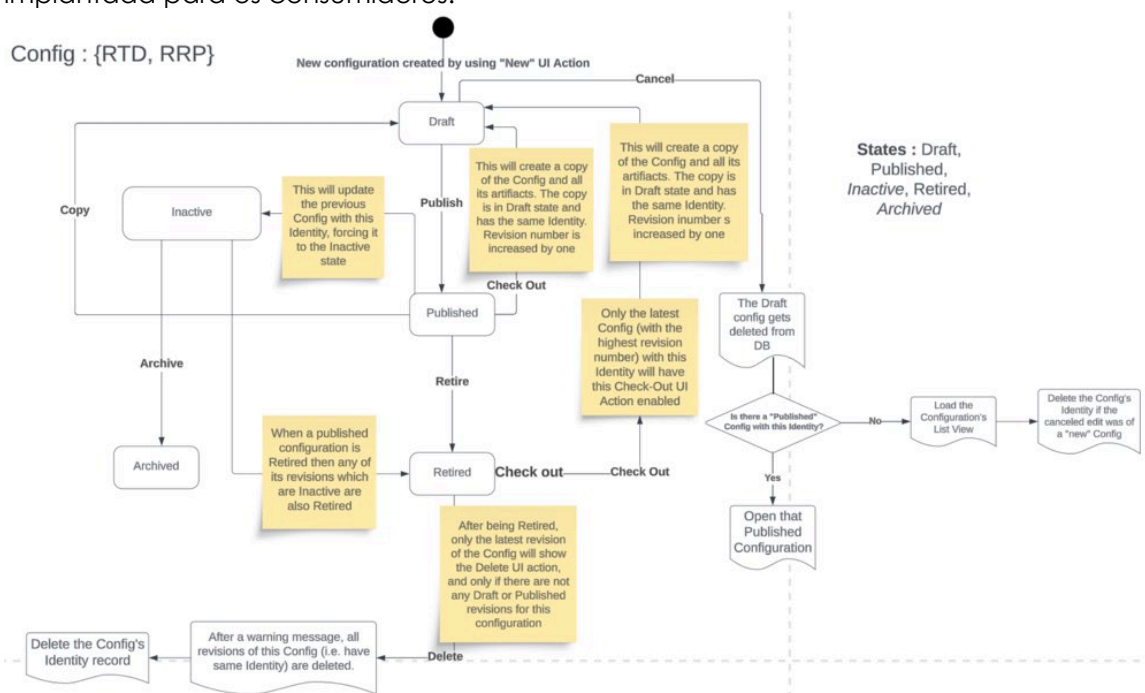 implantada para os consumidores.
Config : {RTD, RRP}
New configuration created by using "New" UI Action
Cancel
Draft
States : Draft,
Published,
Inactive, Retired,
Archived
Copy
Inactive
This will update
the previous
Config with this
Identity, forcing it
to the Inactive
state
Publish
This will create a copy
of the Config and all
its artifiacts. The copy
is in Draft state and
has the same Identity.
Revision number is
increased by one
This will create a copy
of the Config and all its
artifacts. The copy is
in Draft state and has
the same Identity.
Revision inumber s
increased by one
Check Out
Published
The Draft
config gets
deleted from
DB
Only the latest
Config (with the
highest revision
number) with this
Identity will have
this Check-Out UI
Action enabled
Archive
Retire
Is there a "Published"
Config with this Identity?
No
Load the
Configuration's
List View
Delete the Config's
Identity if the
canceled edit was of
a "new" Config
Archived
When a published
configuration is
Retired then any of
its revisions which
are Inactive are
also Retired
Retired
Check out
Check Out
Yes
Open that
Published
Configuration
After being Retired,
only the latest revision
of the Config will show
the Delete UI action,
and only if there are not
any Draft or Published
revisions for this
configuration
Delete the Config's
Identity record
After a warning message, all
revisions of this Config (i.e. have
same Identity) are deleted.
Delete